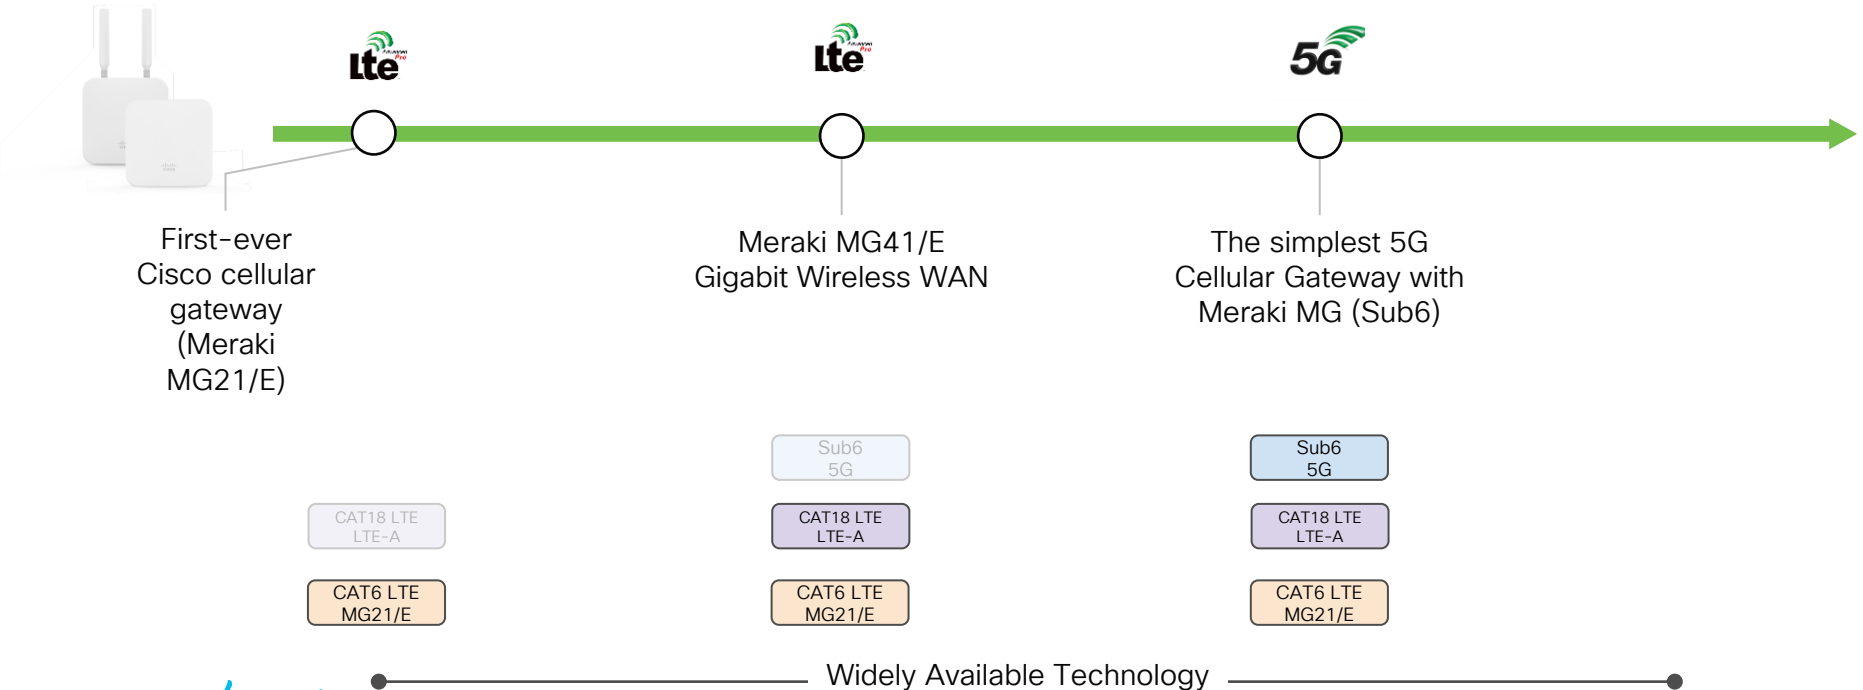 Lte
Pro
Lte
Pro
5G
First-ever
Cisco cellular
gateway
(Meraki
MG21/E)
Meraki MG41/E
Gigabit Wireless WAN
The simplest 5G
Cellular Gateway with
Meraki MG (Sub6)
Sub6
5G
Sub6
5G
CAT18 LTE
LTE-A
CAT18 LTE
LTE-A
CAT18 LTE
LTE-A
CAT6 LTE
MG21/E
CAT6 LTE
MG21/E
CAT6 LTE
MG21/E
Widely Available Technology